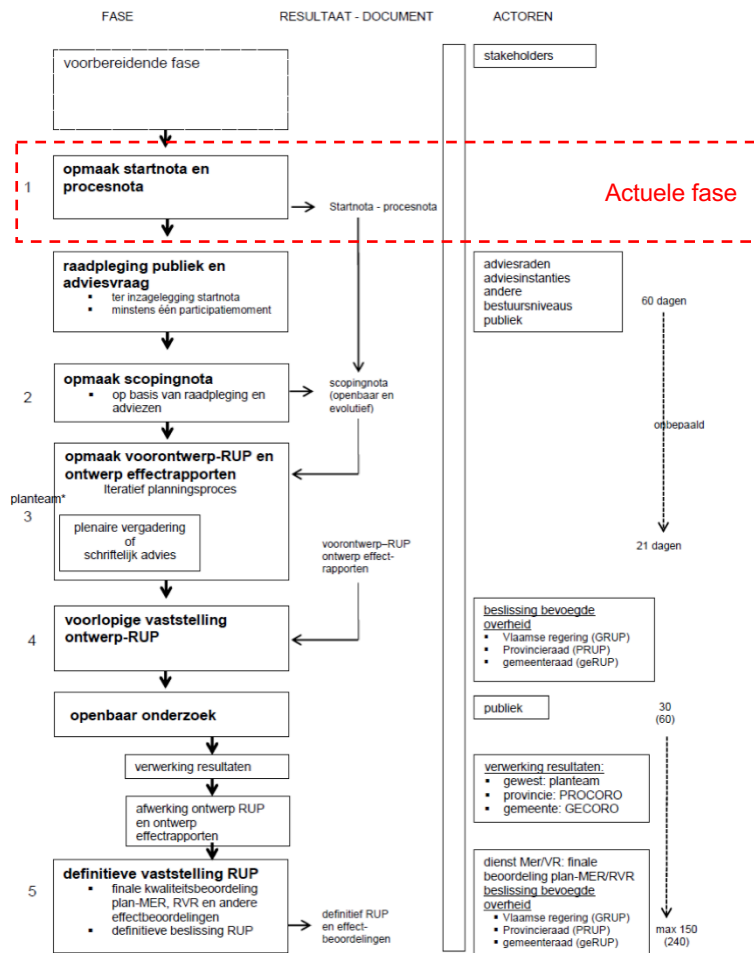 FASE
RESULTAAT - DOCUMENT
ACTOREN
voorbereidende fase
stakeholders
1
opmaak startnota en
procesnota
Startnota - procesnota
Actuele fase
raadpleging publiek en
adviesvraag
▪ ter inzagelegging startnota
▪ minstens één participatiemoment
adviesraden
adviesinstanties
andere
bestuursniveaus
publiek
60 dagen
2
opmaak scopingnota
▪ op basis van raadpleging en
adviezen
scopingnota
(openbaar en
evolutief)
onbepaald
opmaak voorontwerp-RUP en
ontwerp effectrapporten
Iteratief planningsproces
planteam*
3
plenaire vergadering
of
schriftelijk advies
voorontwerp–RUP
ontwerp effect-
rapporten
21 dagen
4
voorlopige vaststelling
ontwerp-RUP
beslissing bevoegde
overheid
▪ Vlaamse regering (GRUP)
▪ Provincieraad (PRUP)
▪ gemeenteraad (geRUP)
openbaar onderzoek
publiek
30
(60)
verwerking resultaten
verwerking resultaten:
▪ gewest: planteam
▪ provincie: PROCORO
▪ gemeente: GECORO
afwerking ontwerp RUP
en ontwerp
effectrapporten
5
definitieve vaststelling RUP
▪ finale kwaliteitsbeordeling
plan-MER, RVR en andere
effectbeoordelingen
▪ definitieve beslissing RUP
definitief RUP
en effect-
beoordelingen
dienst Mer/VR: finale
beoordeling plan-MER/RVR
beslissing bevoegde
overheid
▪ Vlaamse regering (GRUP)
▪ Provincieraad (PRUP)
▪ gemeenteraad (geRUP)
max 150
(240)